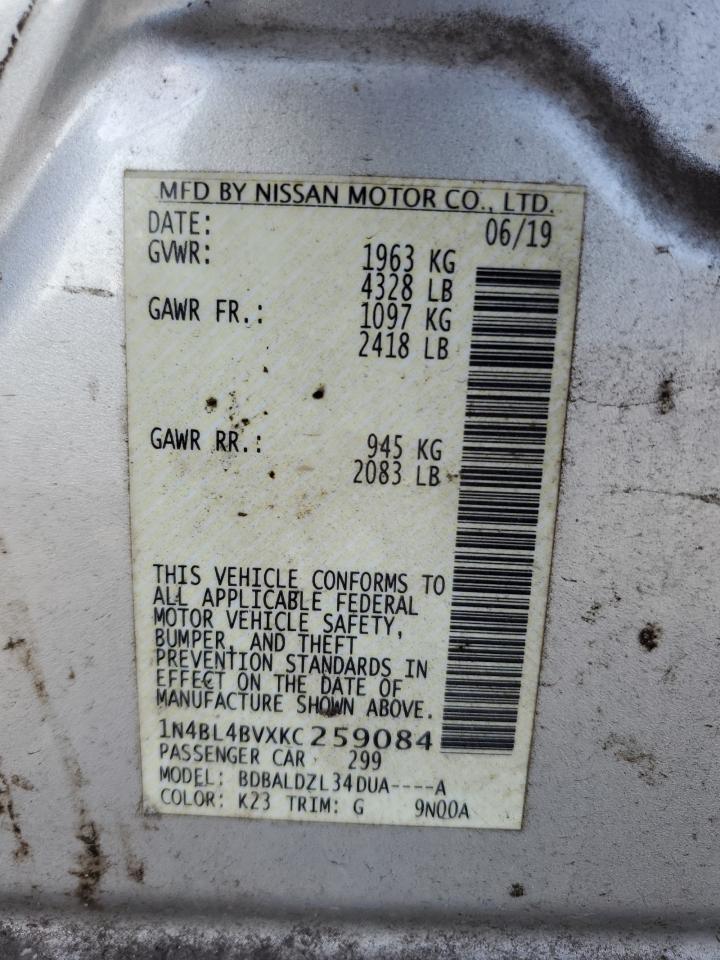 MFD BY NISSAN MOTOR CO., LTD.
DATE: 06/19
GVWR: 1963 KG
4328 LB
GAWR FR.: 1097 KG
2418 LB
GAWR RR.: 945 KG
2083 LB
THIS VEHICLE CONFORMS TO
ALL APPLICABLE FEDERAL
MOTOR VEHICLE SAFETY,
BUMPER, AND THEFT
PREVENTION STANDARDS IN
EFFECT ON THE DATE OF
MANUFACTURE SHOWN ABOVE.
1N4BL4BVXKC259084
PASSENGER CAR 299
MODEL: BDBALDZL34DUA----A
COLOR: K23 TRIM: G 9NQ0A